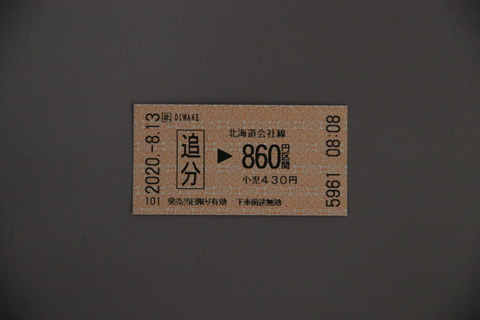 2020.-8.13
北 OIWAKE
追分
北海道会社線
▶ 860円区間
小児430円
101 発売当日限り有効 下車前途無効
5961 08:08